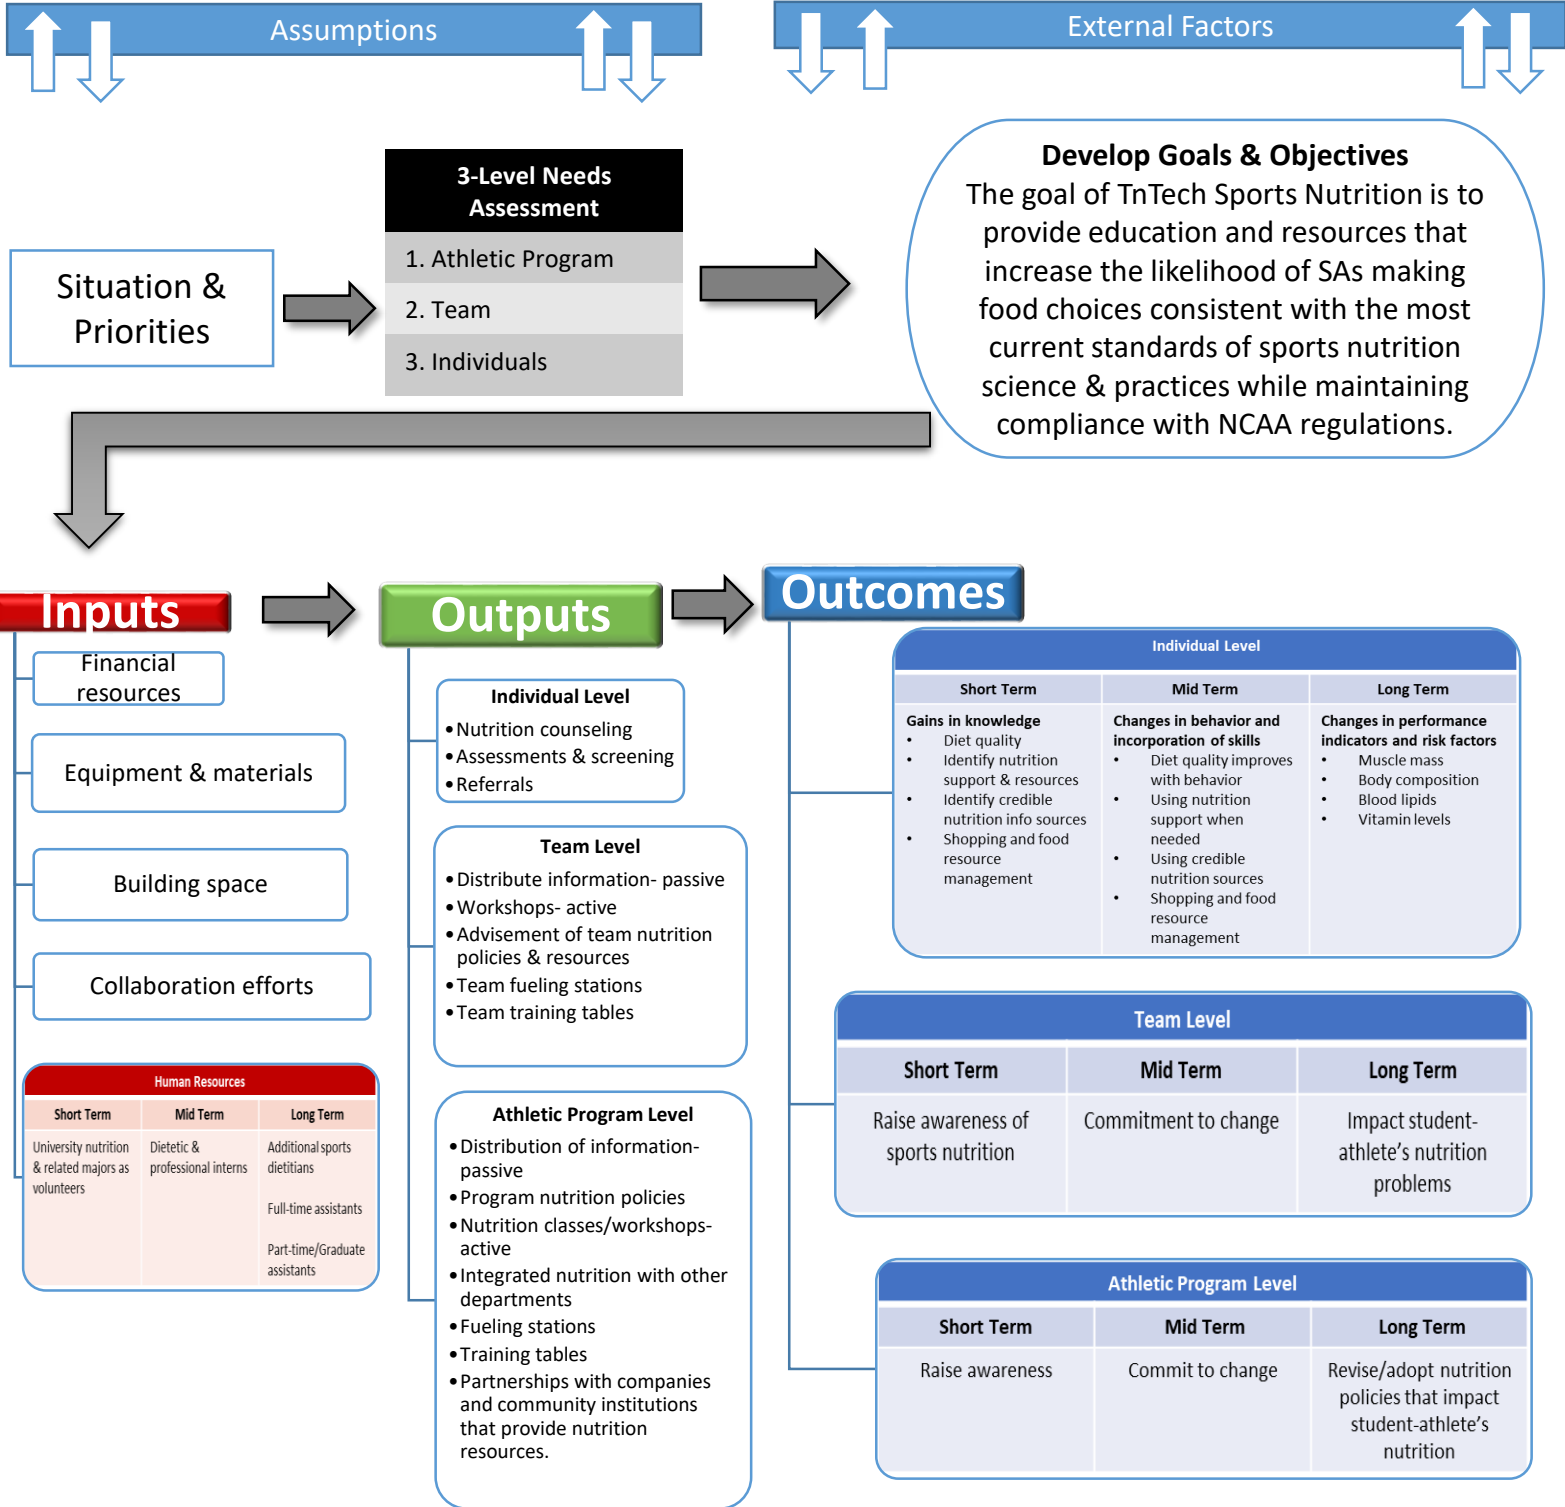 Assumptions
External Factors
Situation &
Priorities
3-Level Needs
Assessment
1. Athletic Program
2. Team
3. Individuals
Develop Goals & Objectives
The goal of TnTech Sports Nutrition is to
provide education and resources that
increase the likelihood of SAs making
food choices consistent with the most
current standards of sports nutrition
science & practices while maintaining
compliance with NCAA regulations.
Inputs
Financial
resources
Equipment & materials
Building space
Collaboration efforts
Human Resources
Short Term
Mid Term
Long Term
University nutrition
& related majors as
volunteers
Dietetic &
professional interns
Additional sports
dietitians
Full-time assistants
Part-time/Graduate
assistants
Outputs
Individual Level
•Nutrition counseling
•Assessments & screening
•Referrals
Team Level
•Distribute information- passive
•Workshops- active
•Advisement of team nutrition
policies & resources
•Team fueling stations
•Team training tables
Athletic Program Level
•Distribution of information-
passive
•Program nutrition policies
•Nutrition classes/workshops-
active
•Integrated nutrition with other
departments
•Fueling stations
•Training tables
•Partnerships with companies
and community institutions
that provide nutrition
resources.
Outcomes
Individual Level
Short Term
Mid Term
Long Term
Gains in knowledge
• Diet quality
• Identify nutrition
support & resources
• Identify credible
nutrition info sources
• Shopping and food
resource
management
Changes in behavior and
incorporation of skills
• Diet quality improves
with behavior
• Using nutrition
support when
needed
• Using credible
nutrition sources
• Shopping and food
resource
management
Changes in performance
indicators and risk factors
• Muscle mass
• Body composition
• Blood lipids
• Vitamin levels
Team Level
Short Term
Mid Term
Long Term
Raise awareness of
sports nutrition
Commitment to change
Impact student-
athlete's nutrition
problems
Athletic Program Level
Short Term
Mid Term
Long Term
Raise awareness
Commit to change
Revise/adopt nutrition
policies that impact
student-athlete's
nutrition